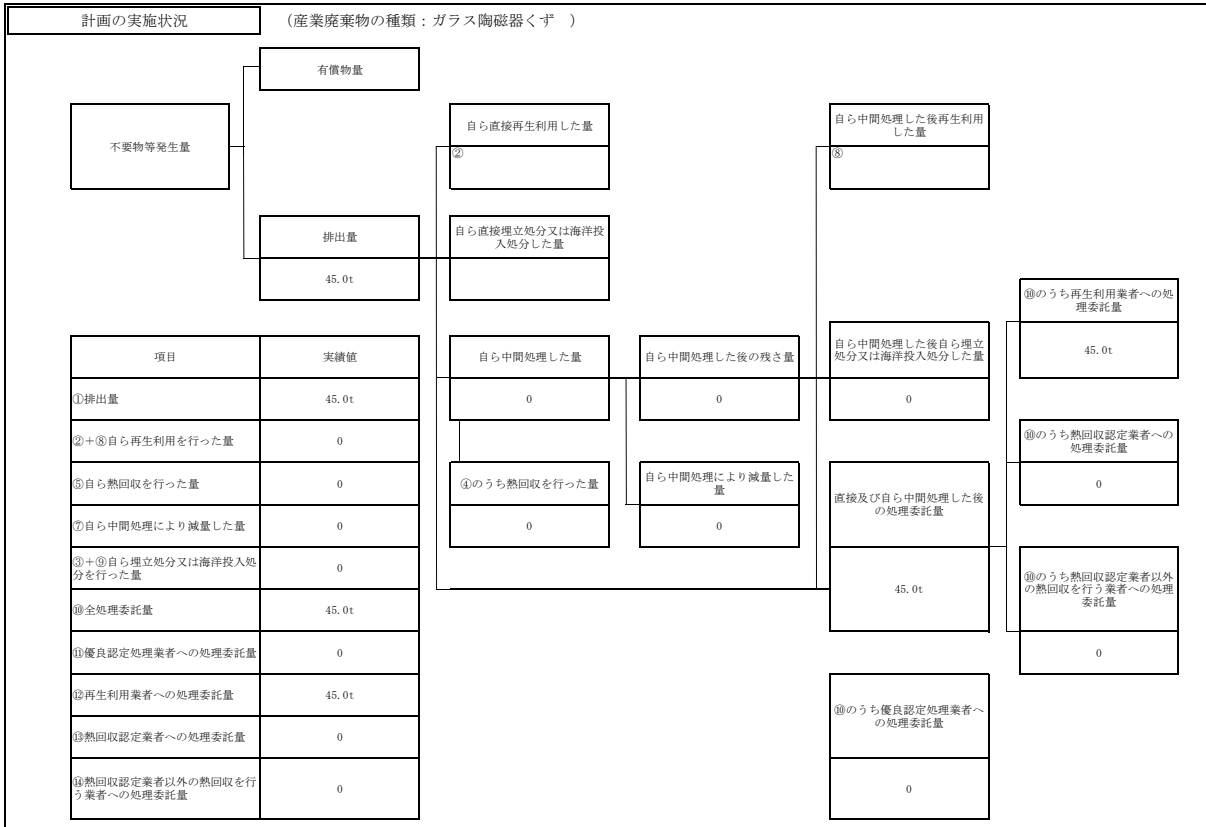 計画の実施状況
（産業廃棄物の種類：ガラス陶磁器くず　）
有償物量
不要物等発生量
自ら直接再生利用した量
②
自ら中間処理した後再生利用
した量
⑧
排出量
45.0t
自ら直接埋立処分又は海洋投
入処分した量
⑩のうち再生利用業者への処
理委託量
45.0t
項目
実績値
①排出量
45.0t
②＋⑧自ら再生利用を行った量
0
⑤自ら熱回収を行った量
0
⑦自ら中間処理により減量した量
0
③＋⑨自ら埋立処分又は海洋投入処
分を行った量
0
⑩全処理委託量
45.0t
⑪優良認定処理業者への処理委託量
0
⑫再生利用業者への処理委託量
45.0t
⑬熱回収認定業者への処理委託量
0
⑭熱回収認定業者以外の熱回収を行
う業者への処理委託量
0
自ら中間処理した量
0
自ら中間処理した後の残さ量
0
自ら中間処理した後自ら埋立
処分又は海洋投入処分した量
0
④のうち熱回収を行った量
0
自ら中間処理により減量した
量
0
直接及び自ら中間処理した後
の処理委託量
45.0t
⑩のうち熱回収認定業者への
処理委託量
0
⑩のうち熱回収認定業者以外
の熱回収を行う業者への処理
委託量
0
⑩のうち優良認定処理業者へ
の処理委託量
0